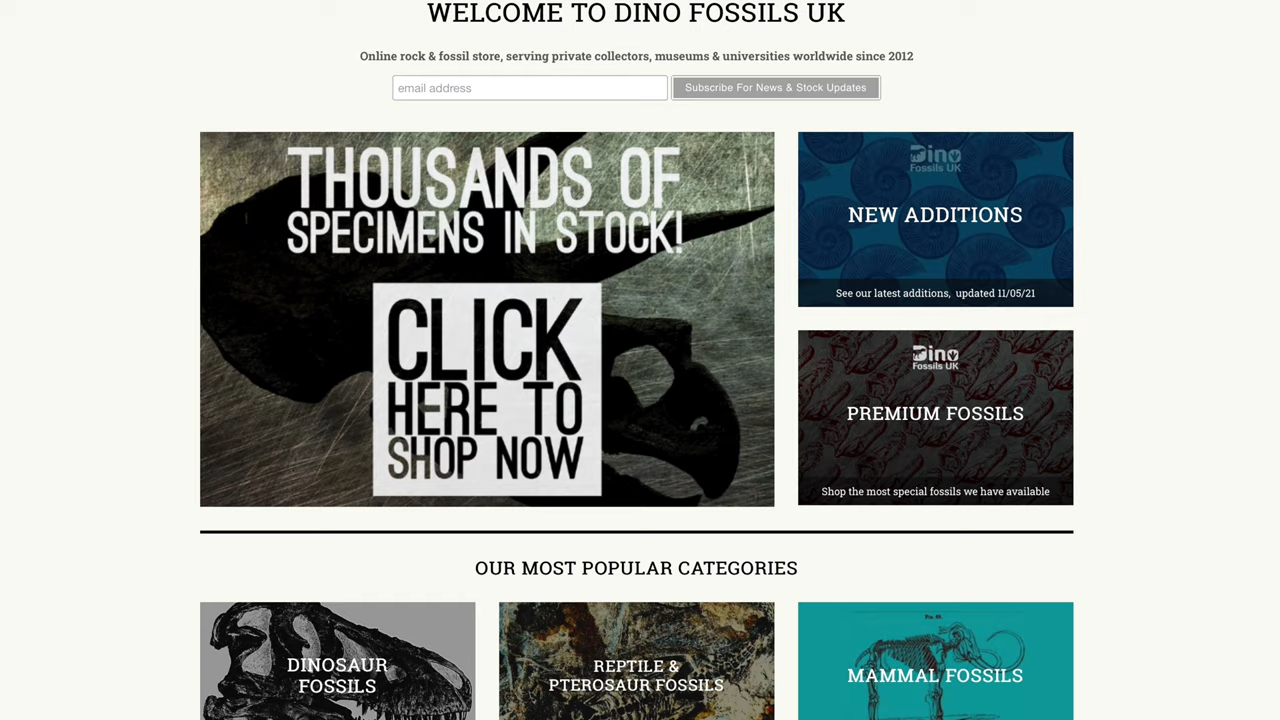 WELCOME TO DINO FOSSILS UK
Online rock & fossil store, serving private collectors, museums & universities worldwide since 2012
email address
Subscribe For News & Stock Updates
THOUSANDS OF
SPECIMENS IN STOCK!
CLICK
HERE TO
SHOP NOW
Dino
Fossils UK
NEW ADDITIONS
See our latest additions, updated 11/05/21
Dino
Fossils UK
PREMIUM FOSSILS
Shop the most special fossils we have available
OUR MOST POPULAR CATEGORIES
DINOSAUR
FOSSILS
REPTILE &
PTEROSAUR FOSSILS
MAMMAL FOSSILS